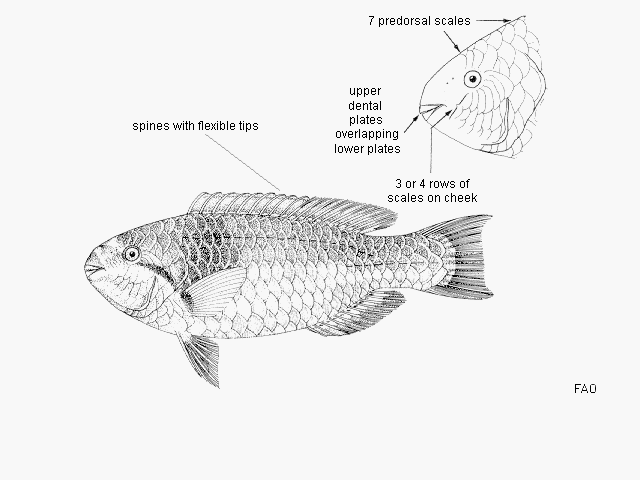 7 predorsal scales
upper
dental
plates
overlapping
lower plates
spines with flexible tips
3 or 4 rows of
scales on cheek
FAO